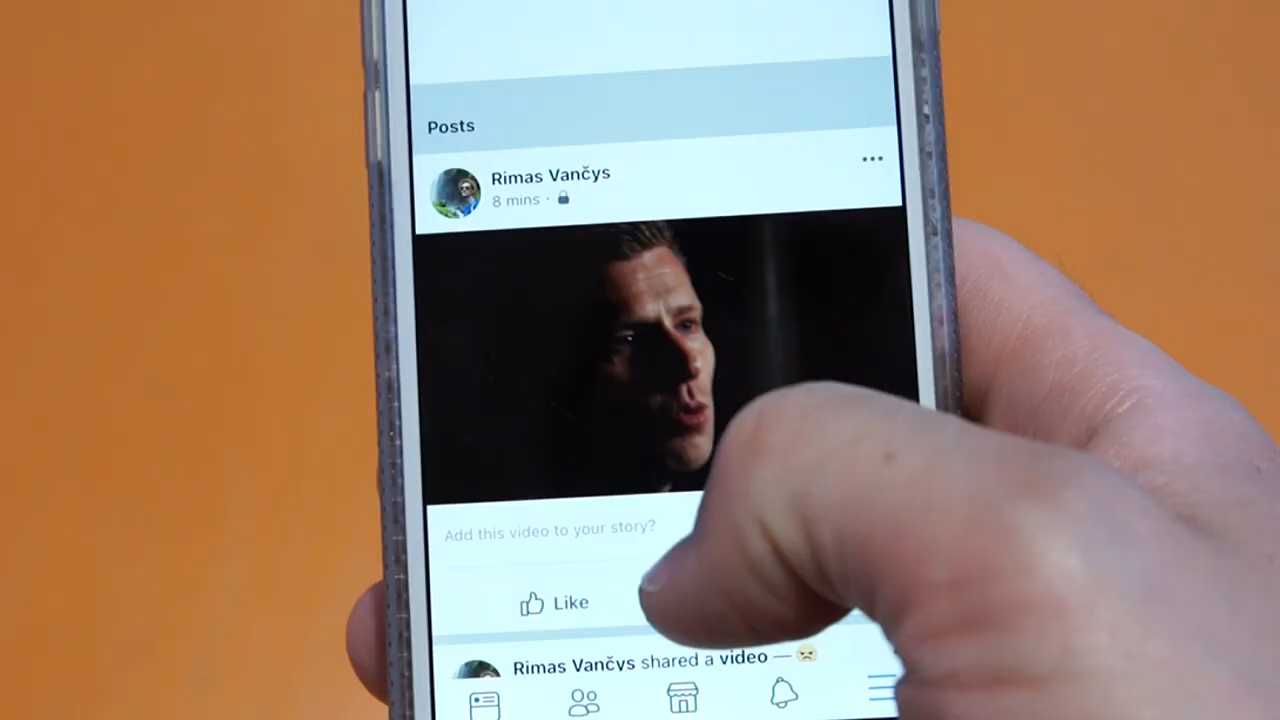 Posts
Rimas Vančys
8 mins ·
Add this video to your story?
Like
Rimas Vančys shared a video —